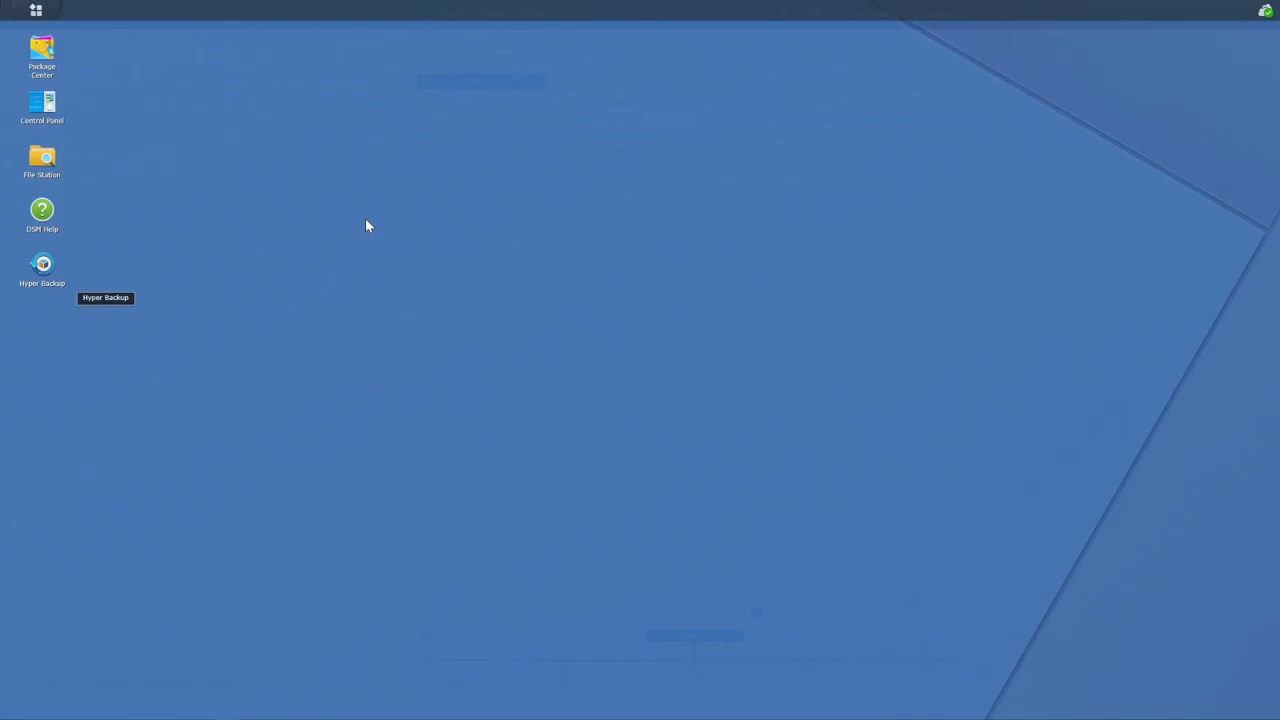 Package
Center
Control Panel
File Station
DSM Help
Hyper Backup
Hyper Backup